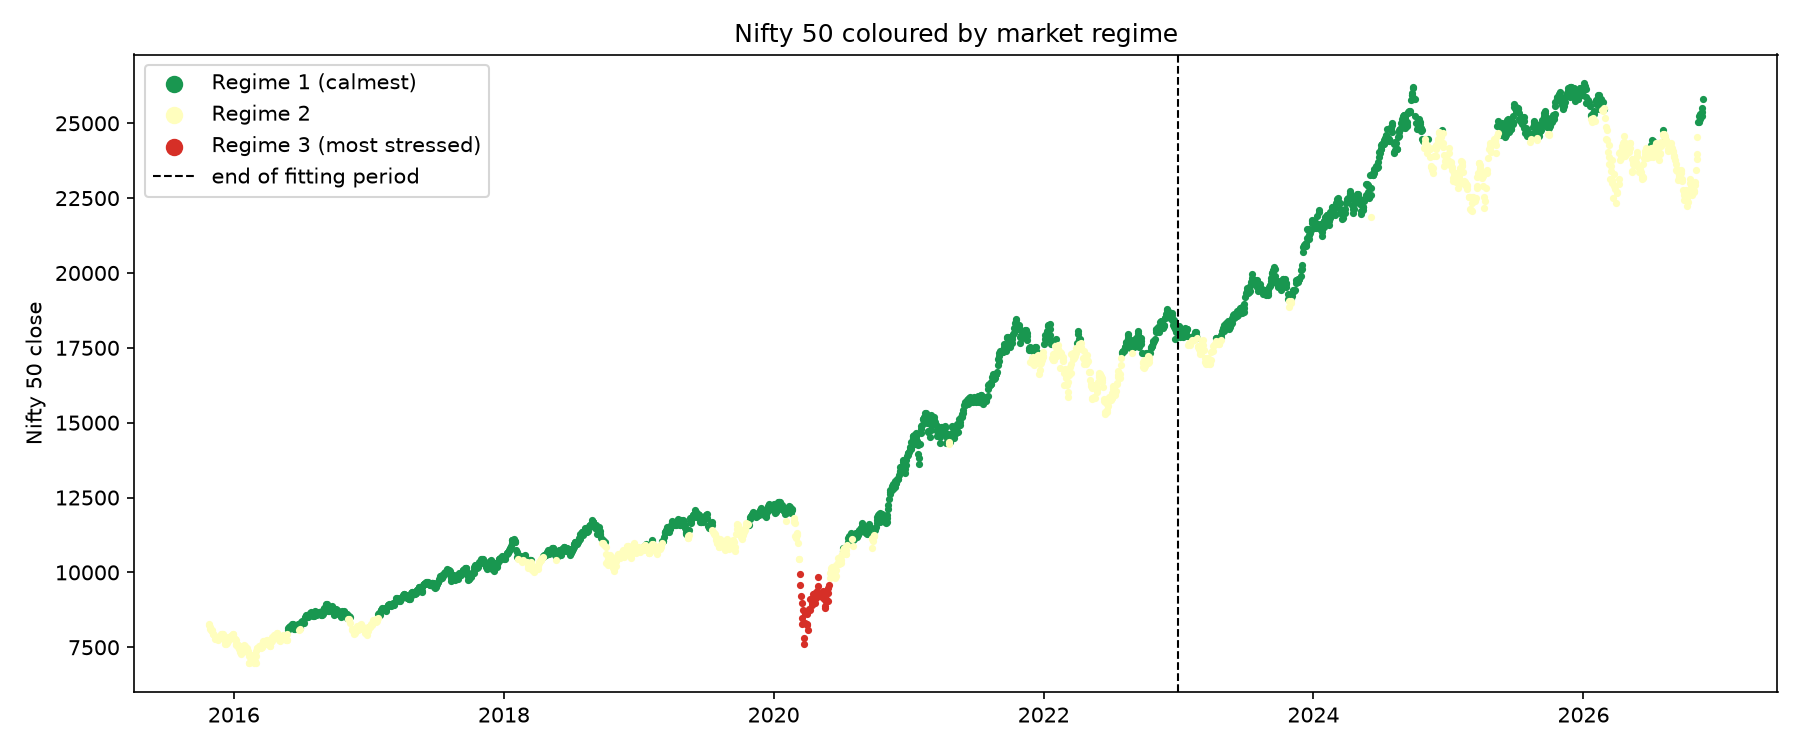 Nifty 50 coloured by market regime
Regime 1 (calmest)
Regime 2
Regime 3 (most stressed)
end of fitting period
Nifty 50 close
25000
22500
20000
17500
15000
12500
10000
7500
2016
2018
2020
2022
2024
2026